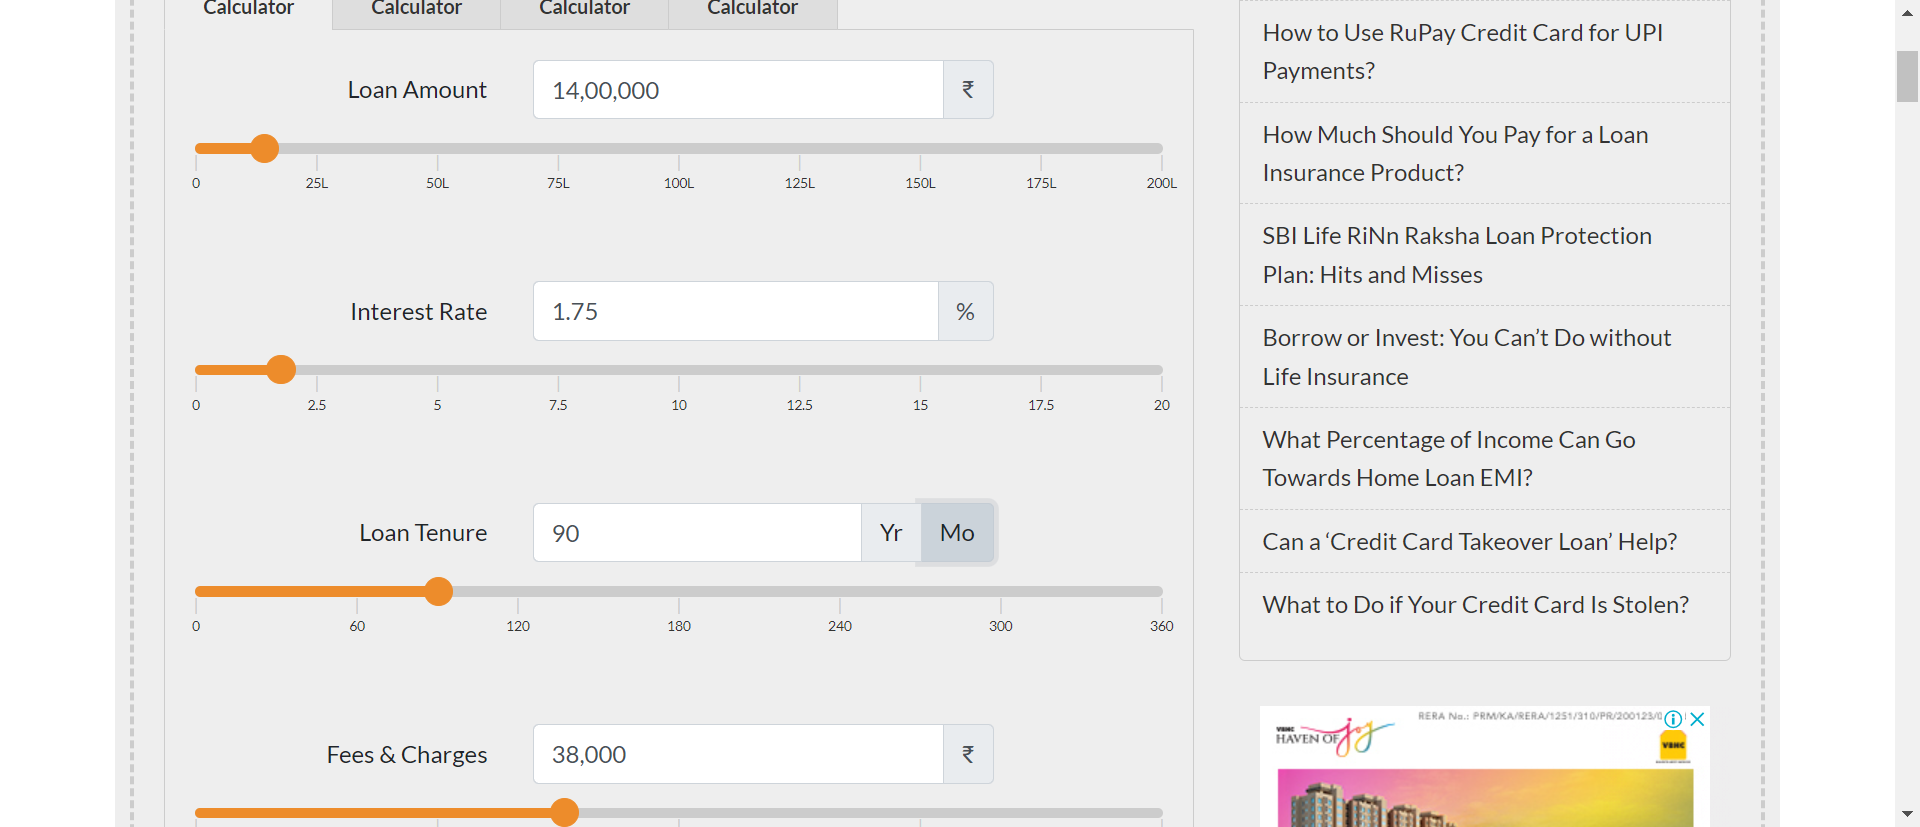 Calculator
Calculator
Calculator
Calculator
Loan Amount
14,00,000
₹
0
25L
50L
75L
100L
125L
150L
175L
200L
Interest Rate
1.75
%
0
2.5
5
7.5
10
12.5
15
17.5
20
Loan Tenure
90
Yr
Mo
0
60
120
180
240
300
360
Fees & Charges
38,000
₹
How to Use RuPay Credit Card for UPI
Payments?
How Much Should You Pay for a Loan
Insurance Product?
SBI Life RiNn Raksha Loan Protection
Plan: Hits and Misses
Borrow or Invest: You Can’t Do without
Life Insurance
What Percentage of Income Can Go
Towards Home Loan EMI?
Can a ‘Credit Card Takeover Loan’ Help?
What to Do if Your Credit Card Is Stolen?
RERA No.: PRM/KA/RERA/1251/310/PR/200123/0
VBHC
HAVEN OF joy
VBHC